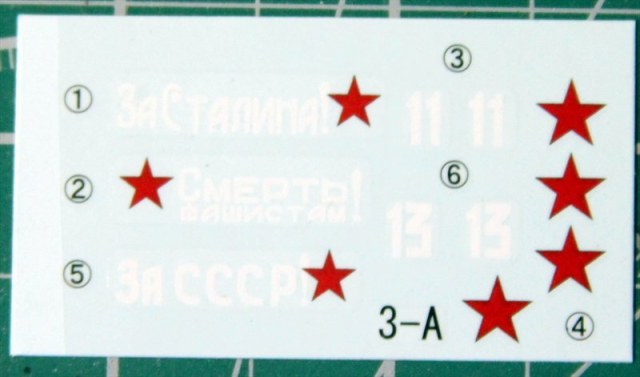 ③
① За Сталина! 11 11
② Смерть
фашистам!
⑥
13 13
⑤ За СССР!
3-A ④